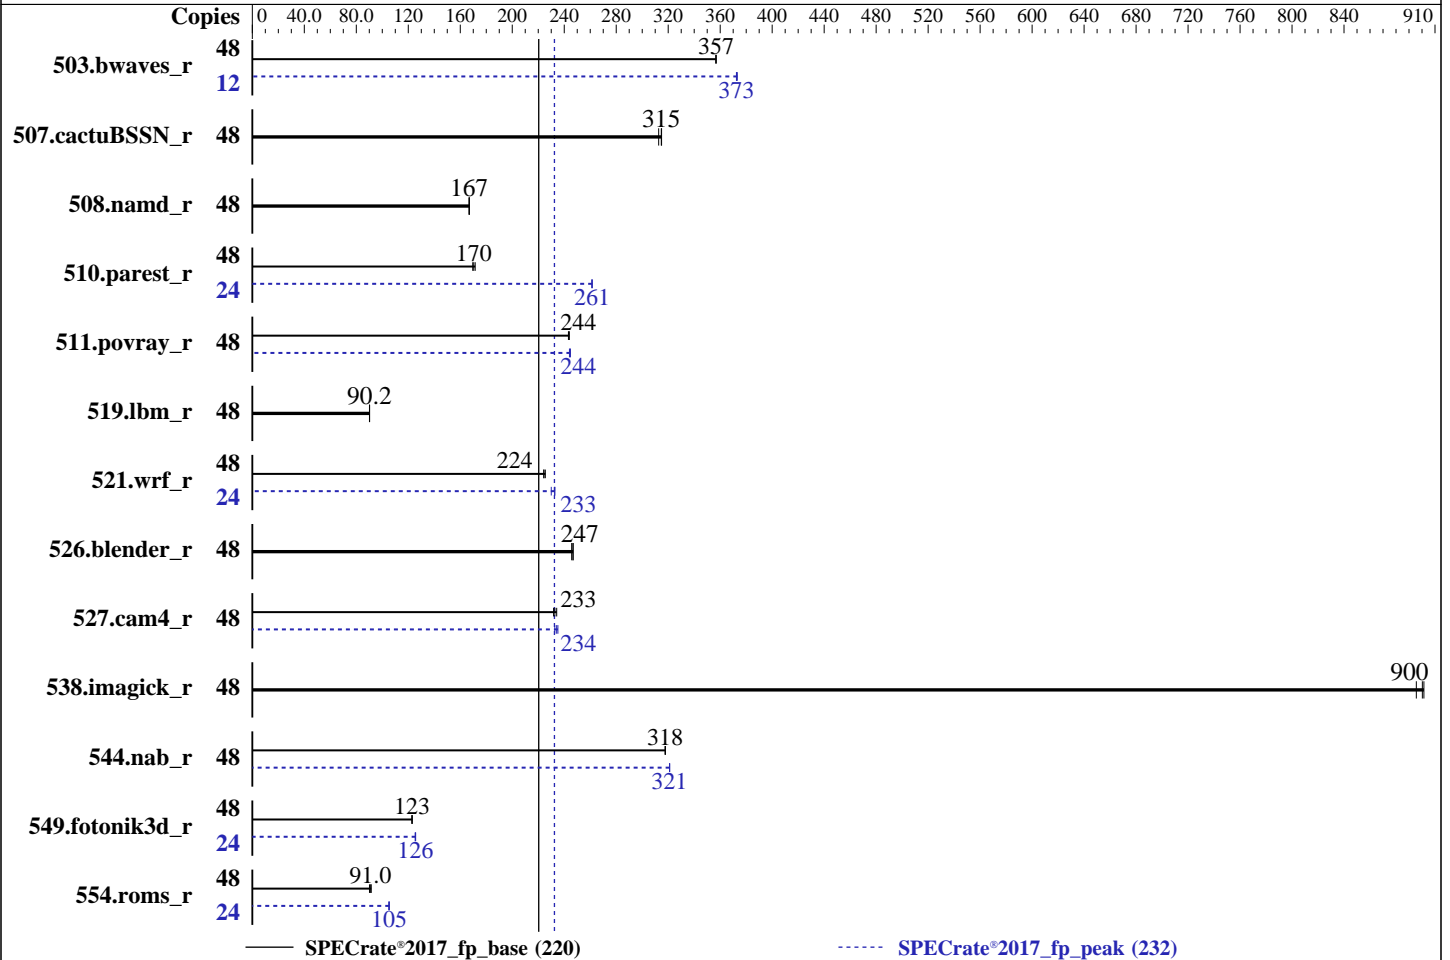 Copies 0 40.0 80.0 120 160 200 240 280 320 360 400 440 480 520 560 600 640 680 720 760 800 840 910
503.bwaves_r 48 357
12 373
507.cactuBSSN_r 48 315
508.namd_r 48 167
510.parest_r 48 170
24 261
511.povray_r 48 244
244
519.lbm_r 48 90.2
521.wrf_r 48 224
24 233
526.blender_r 48 247
527.cam4_r 48 233
234
538.imagick_r 48 900
544.nab_r 48 318
321
549.fotonik3d_r 48 123
24 126
554.roms_r 48 91.0
24 105
SPECrate®2017_fp_base (220) SPECrate®2017_fp_peak (232)